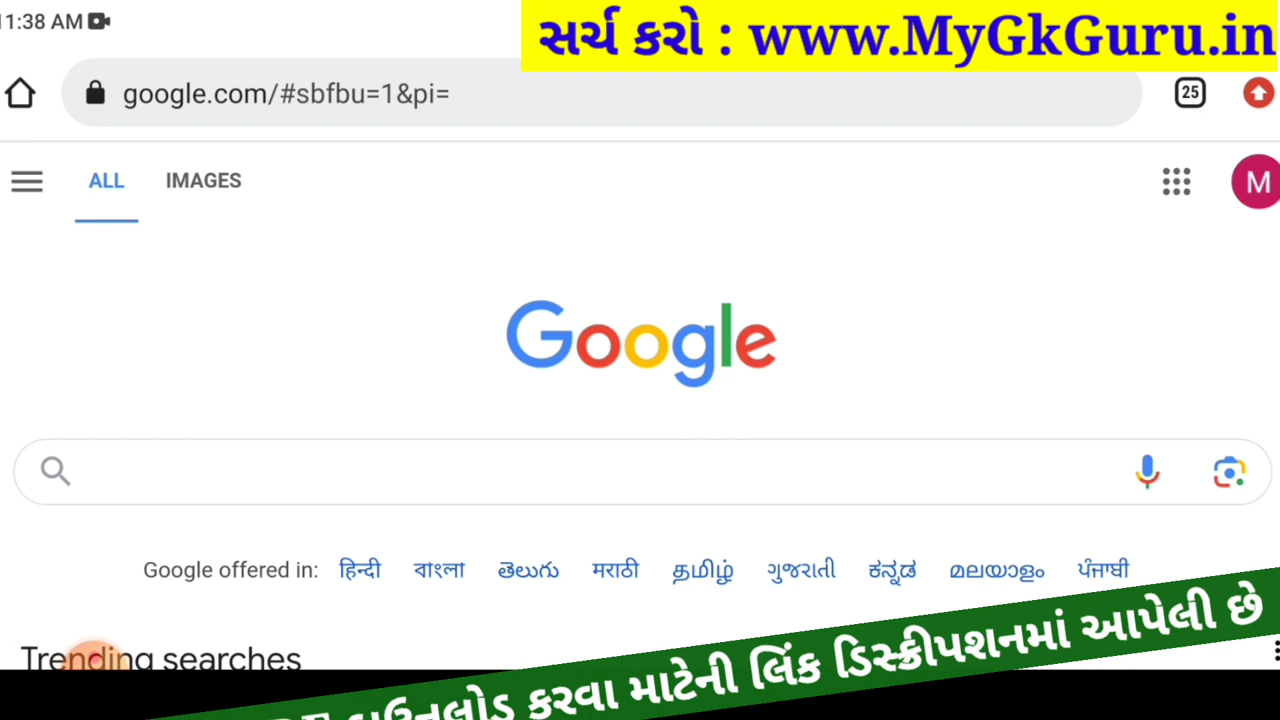 11:38 AM
સર્ચ કરો : www.MyGkGuru.in
google.com/#sbfbu=1&pi=
25
ALL IMAGES
M
Google
Google offered in: हिन्दी বাংলা తెలుగు मराठी தமிழ் ગુજરાતી ಕನ್ನಡ മലയാളം ਪੰਜਾਬੀ
Trending searches
ડાઉનલોડ કરવા માટેની લિંક ડિસ્ક્રીપશનમાં આપેલી છે